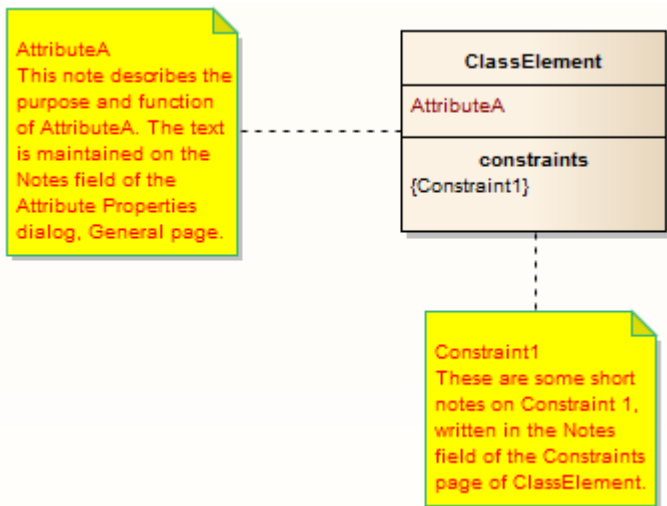 AttributeA
This note describes the
purpose and function
of AttributeA. The text
is maintained on the
Notes field of the
Attribute Properties
dialog, General page.
ClassElement
AttributeA
constraints
{Constraint1}
Constraint1
These are some short
notes on Constraint 1,
written in the Notes
field of the Constraints
page of ClassElement.